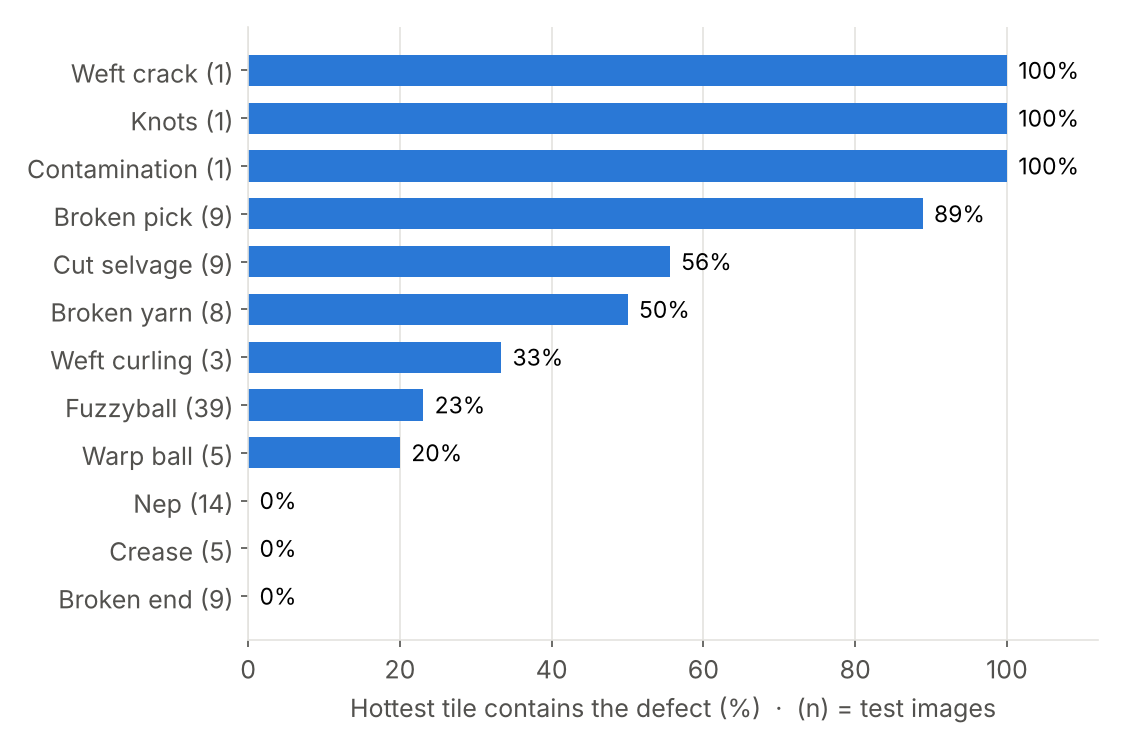 Weft crack (1) 100%
Knots (1) 100%
Contamination (1) 100%
Broken pick (9) 89%
Cut selvage (9) 56%
Broken yarn (8) 50%
Weft curling (3) 33%
Fuzzyball (39) 23%
Warp ball (5) 20%
Nep (14) 0%
Crease (5) 0%
Broken end (9) 0%
0 20 40 60 80 100
Hottest tile contains the defect (%) · (n) = test images